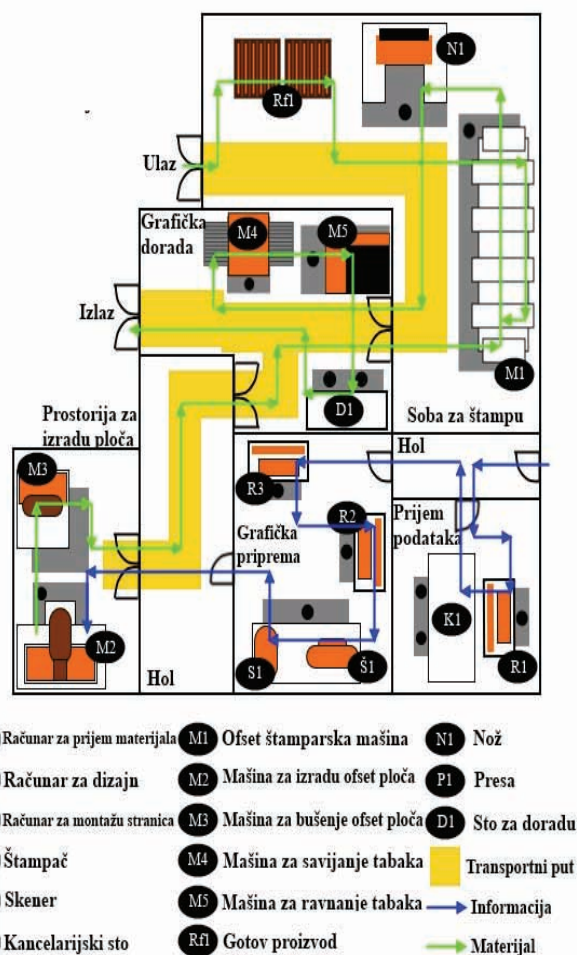 N1
Rf1
Ulaz
Grafička
dorada
M4
M5
Izlaz
M1
D1
Prostorija za
izradu ploča
Soba za štampu
Hol
M3
R3
R2
Grafička
priprema
Prijem
podataka
K1
M2
S1
Š1
R1
Hol
Računar za prijem materijala
M1 Ofset štamparska mašina
N1 Nož
Računar za dizajn
M2 Mašina za izradu ofset ploča
P1 Presa
Računar za montažu stranica
M3 Mašina za bušenje ofset ploča
D1 Sto za doradu
Štampač
M4 Mašina za savijanje tabaka
Transportni put
Skener
M5 Mašina za ravnanje tabaka
Informacija
Kancelarijski sto
Rf1 Gotov proizvod
Materijal